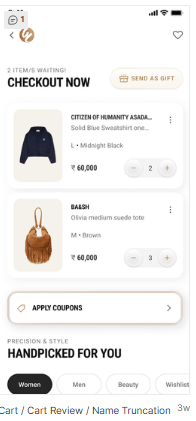 1
2 ITEM/S WAITING!
CHECKOUT NOW
SEND AS GIFT
CITIZEN OF HUMANITY ASADA...
Solid Blue Sweatshirt one...
L • Midnight Black
₹ 60,000
2
BA&SH
Olivia medium suede tote
M • Brown
₹ 60,000
3
APPLY COUPONS
PRECISION & STYLE
HANDPICKED FOR YOU
Women
Men
Beauty
Wishlist
Cart / Cart Review / Name Truncation 3w